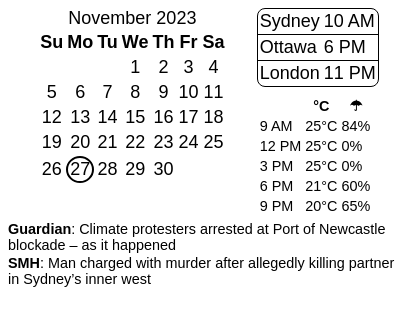 November 2023
Su Mo Tu We Th Fr Sa
1 2 3 4
5 6 7 8 9 10 11
12 13 14 15 16 17 18
19 20 21 22 23 24 25
26 27 28 29 30
Sydney 10 AM
Ottawa 6 PM
London 11 PM
°C ☂
9 AM 25°C 84%
12 PM 25°C 0%
3 PM 25°C 0%
6 PM 21°C 60%
9 PM 20°C 65%
Guardian: Climate protesters arrested at Port of Newcastle
blockade – as it happened
SMH: Man charged with murder after allegedly killing partner
in Sydney’s inner west